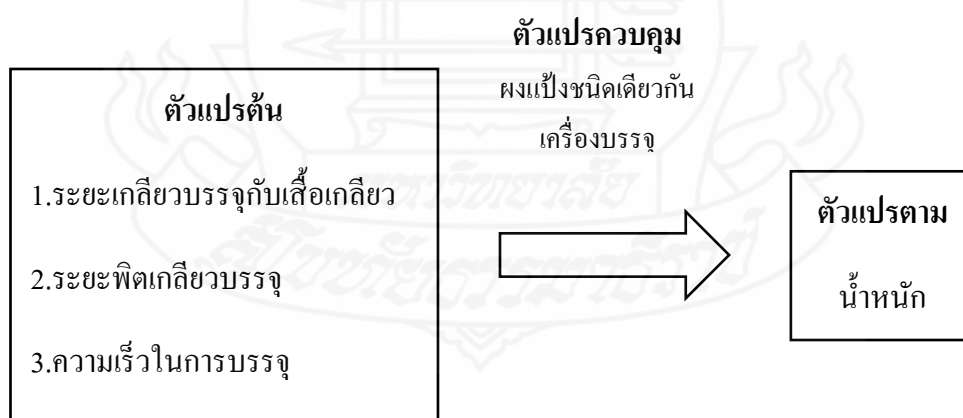 ตัวแปรควบคุม
ผงแป้งชนิดเดียวกัน
เครื่องบรรจุ
ตัวแปรต้น
1.ระยะเกลียวบรรจุกับเสื้อเกลียว
2.ระยะพิตเกลียวบรรจุ
3.ความเร็วในการบรรจุ
ตัวแปรตาม
น้ำหนัก